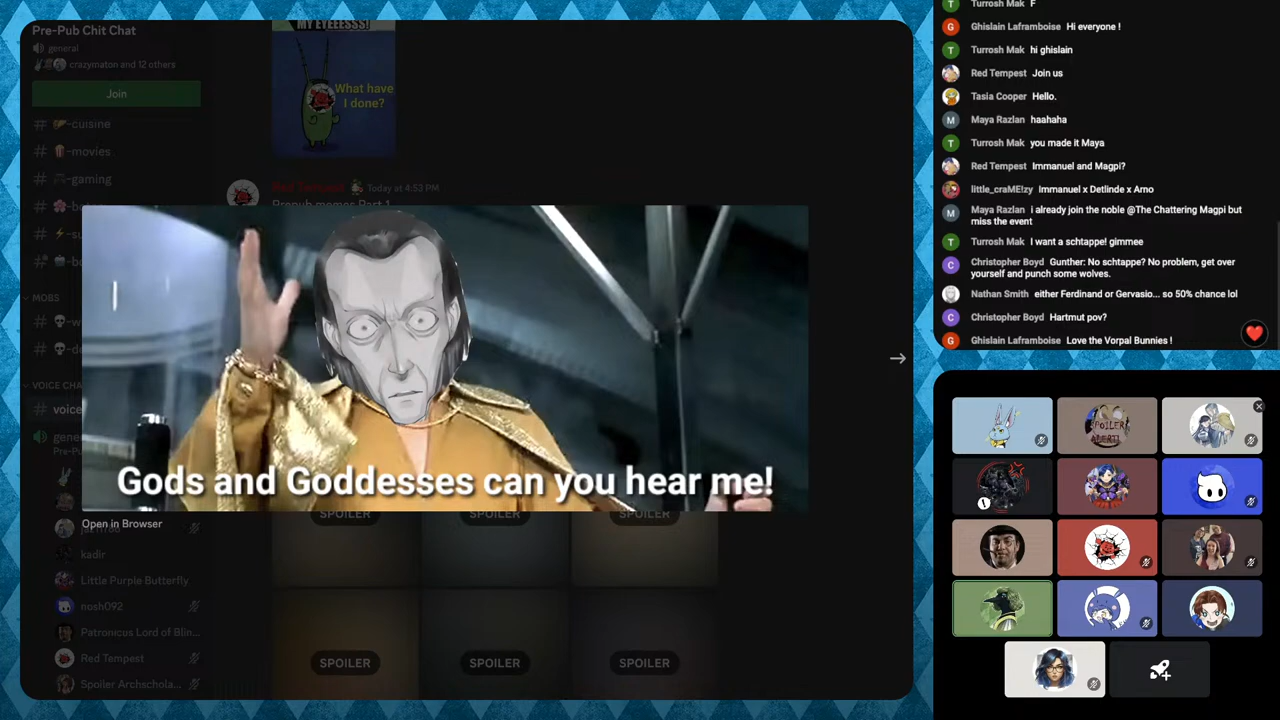 Pre-Pub Chit Chat
general
crazymaton and 12 others
Join
-cuisine
-movies
-gaming
MOBS
VOICE CHA
voice
gene
MY EYEEESSS!
What have
I done?
Red Tempest Today at 4:53 PM
Prepub memes Part 1
Gods and Goddesses can you hear me!
Open in Browser
kadir
Little Purple Butterfly
nosh092
Patronicus Lord of Blin...
Red Tempest
Spoiler Archschola...
SPOILER
SPOILER
SPOILER
SPOILER
SPOILER
SPOILER
Turrosh Mak F
Ghislain Laframboise Hi everyone !
Turrosh Mak hi ghislain
Red Tempest Join us
Tasia Cooper Hello.
Maya Razlan haahaha
Turrosh Mak you made it Maya
Red Tempest Immanuel and Magpi?
little_craME!zy Immanuel x Detlinde x Arno
Maya Razlan i already join the noble @The Chattering Magpi but
miss the event
Turrosh Mak I want a schtappe! gimmee
Christopher Boyd Gunther: No schtappe? No problem, get over
yourself and punch some wolves.
Nathan Smith either Ferdinand or Gervasio... so 50% chance lol
Christopher Boyd Hartmut pov?
Ghislain Laframboise Love the Vorpal Bunnies !
SPOILER
ALERT!